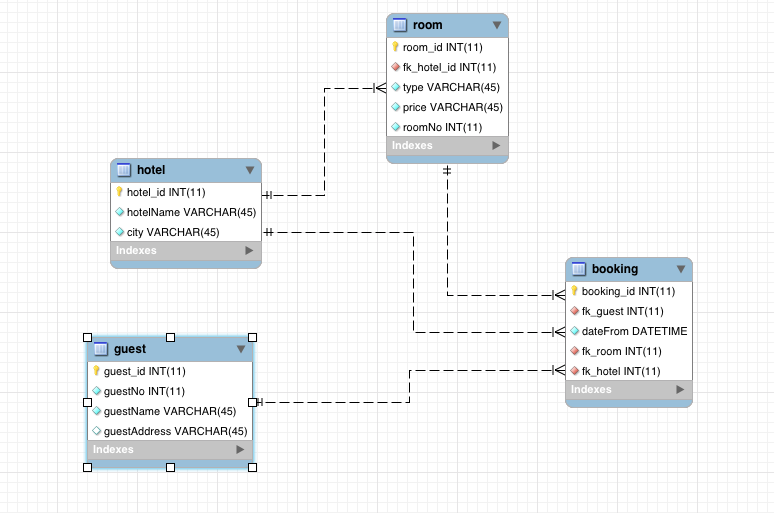 room
room_id INT(11)
fk_hotel_id INT(11)
type VARCHAR(45)
price VARCHAR(45)
roomNo INT(11)
Indexes
hotel
hotel_id INT(11)
hotelName VARCHAR(45)
city VARCHAR(45)
Indexes
booking
booking_id INT(11)
fk_guest INT(11)
dateFrom DATETIME
fk_room INT(11)
fk_hotel INT(11)
Indexes
guest
guest_id INT(11)
guestNo INT(11)
guestName VARCHAR(45)
guestAddress VARCHAR(45)
Indexes